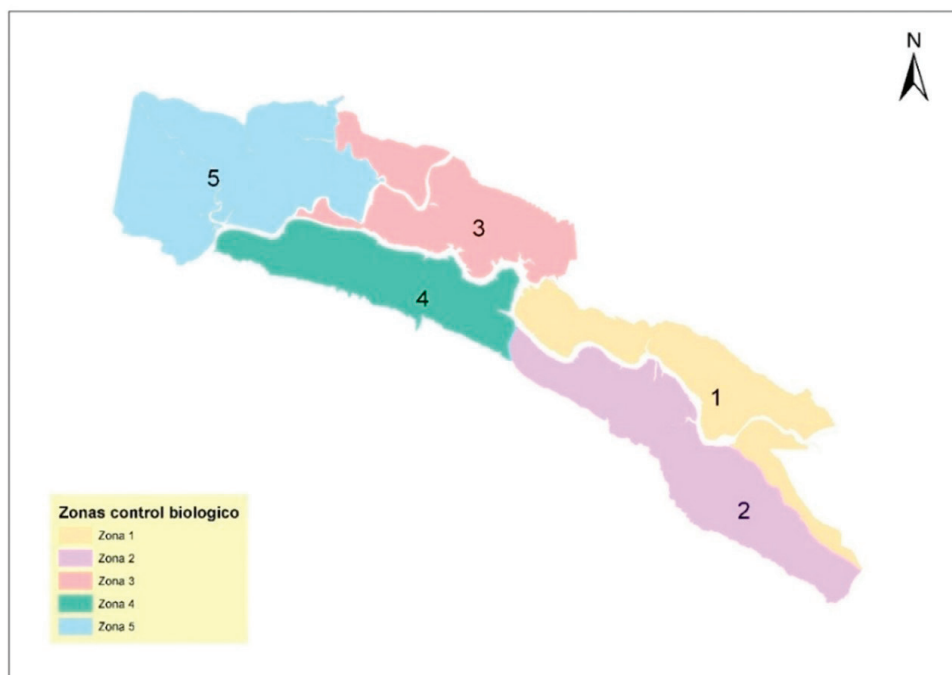 N
5
3
4
1
2
Zonas control biologico
Zona 1
Zona 2
Zona 3
Zona 4
Zona 5